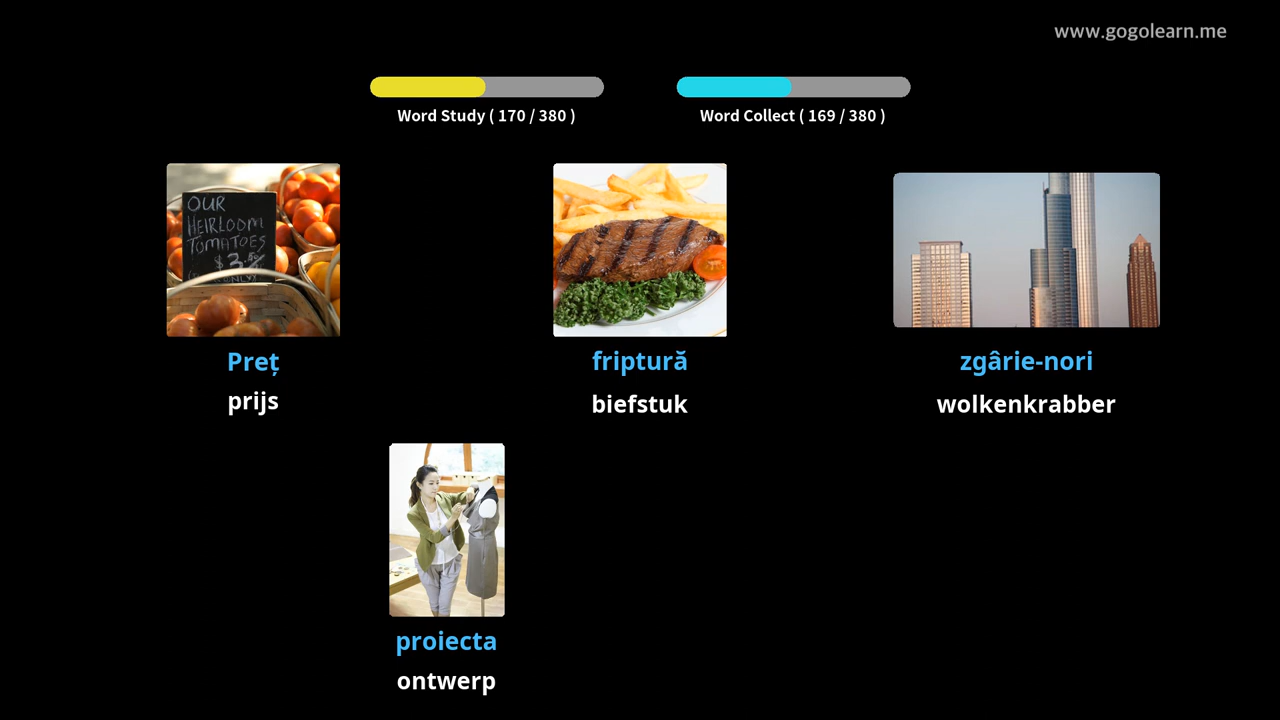 www.gogolearn.me
Word Study ( 170 / 380 )
Word Collect ( 169 / 380 )
OUR
HEIRLOOM
TOMATOES
Preț
prijs
friptură
biefstuk
zgârie-nori
wolkenkrabber
proiecta
ontwerp